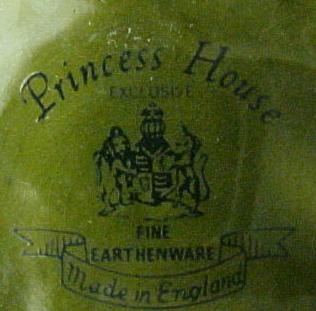 Princess House
EXCLUSIVE
FINE
EARTHENWARE
Made in England